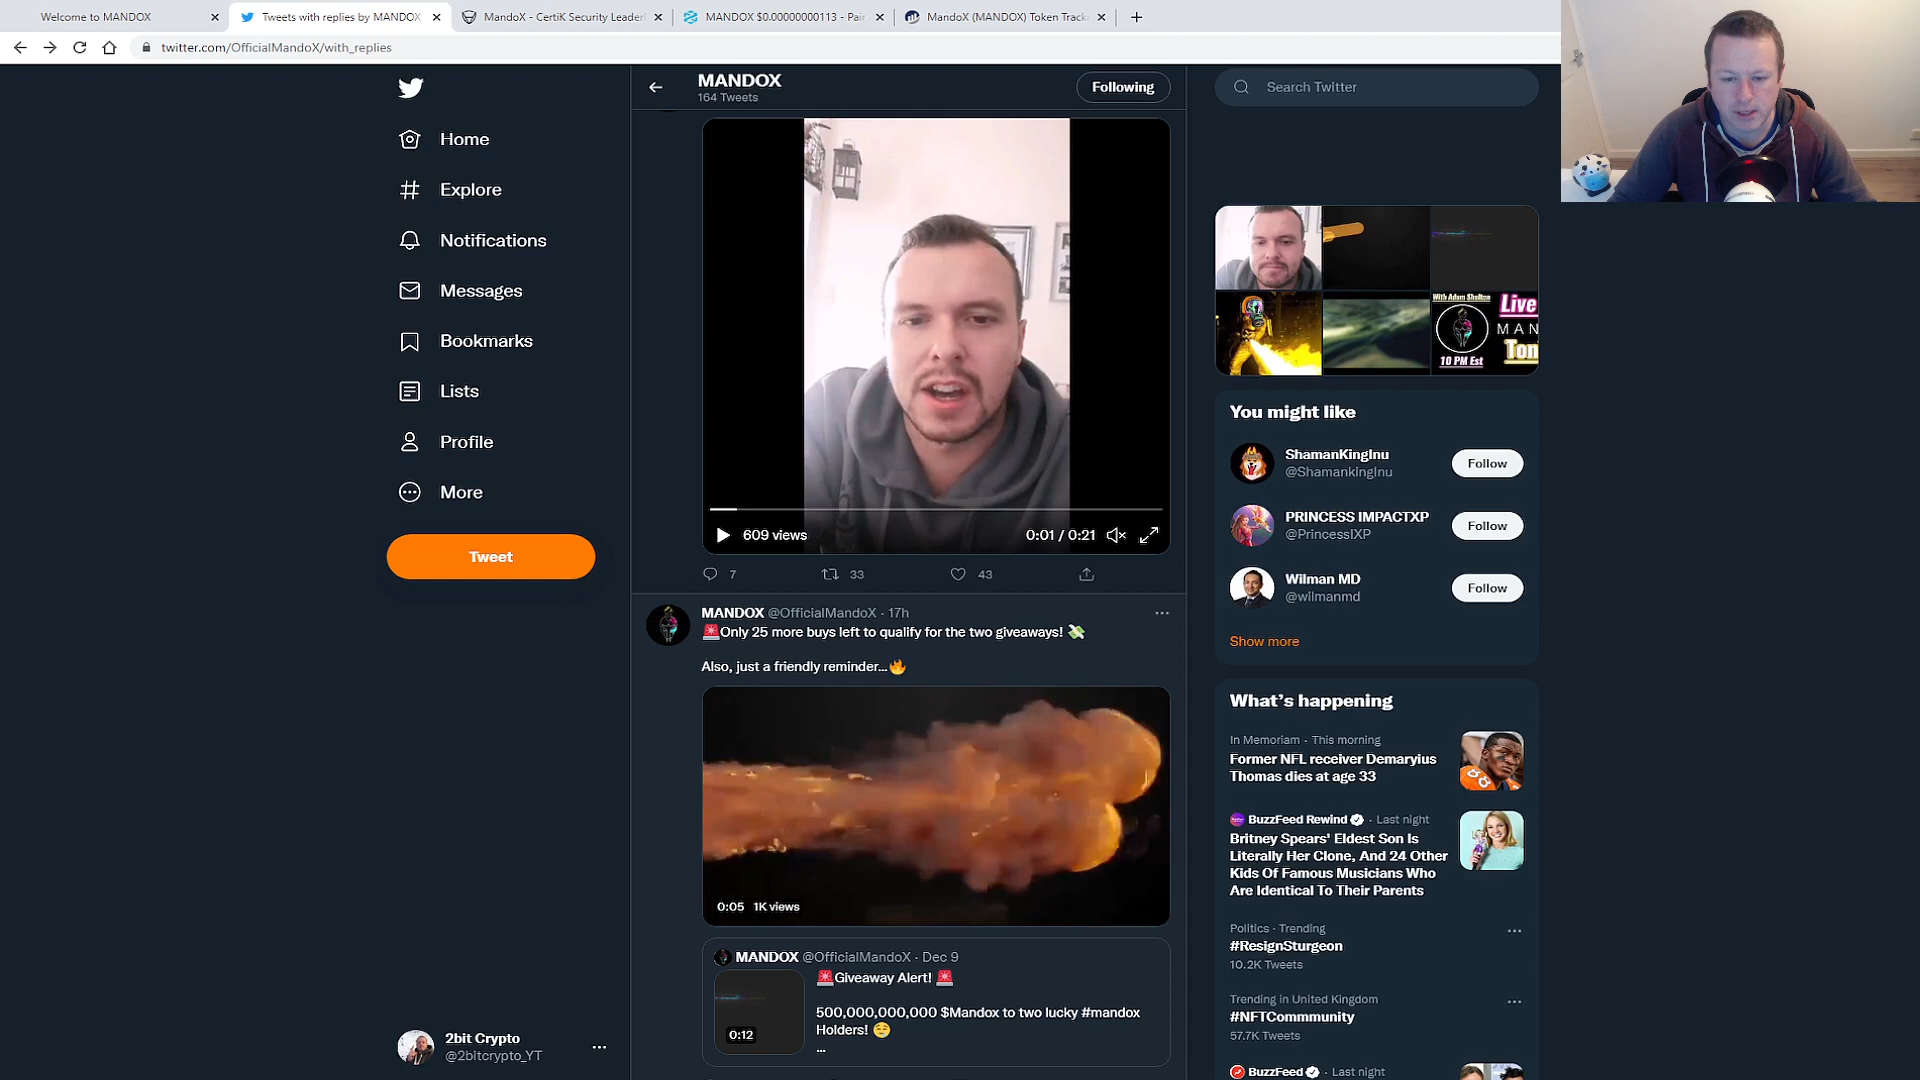 Welcome to MANDOX
Tweets with replies by MANDOX
MandoX - CertiK Security Leader
MANDOX $0.00000000113 - Pair
MandoX (MANDOX) Token Track
twitter.com/OfficialMandoX/with_replies
Home
Explore
Notifications
Messages
Bookmarks
Lists
Profile
More
Tweet
2bit Crypto
@2bitcrypto_YT
MANDOX
164 Tweets
Following
609 views
0:01 / 0:21
7
33
43
MANDOX @OfficialMandoX · 17h
🚨Only 25 more buys left to qualify for the two giveaways! 💸
Also, just a friendly reminder...🔥
0:05 1K views
MANDOX @OfficialMandoX · Dec 9
🚨Giveaway Alert! 🚨
500,000,000,000 $Mandox to two lucky #mandox
Holders! 😌
...
0:12
Search Twitter
With Adam Shelton
10 PM Est
Live
MAN
Ton
You might like
ShamanKingInu
@ShamankingInu
Follow
PRINCESS IMPACTXP
@PrincessIXP
Follow
Wilman MD
@wilmanmd
Follow
Show more
What's happening
In Memoriam · This morning
Former NFL receiver Demaryius
Thomas dies at age 33
BuzzFeed Rewind · Last night
Britney Spears' Eldest Son Is
Literally Her Clone, And 24 Other
Kids Of Famous Musicians Who
Are Identical To Their Parents
Politics · Trending
#ResignSturgeon
10.2K Tweets
Trending in United Kingdom
#NFTCommmunity
57.7K Tweets
BuzzFeed · Last night